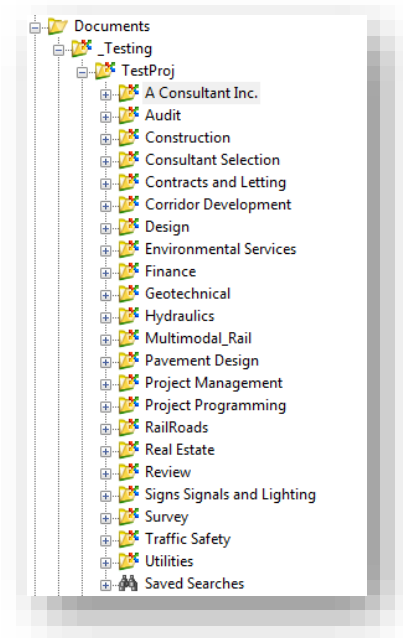 Documents
_Testing
TestProj
A Consultant Inc.
Audit
Construction
Consultant Selection
Contracts and Letting
Corridor Development
Design
Environmental Services
Finance
Geotechnical
Hydraulics
Multimodal_Rail
Pavement Design
Project Management
Project Programming
RailRoads
Real Estate
Review
Signs Signals and Lighting
Survey
Traffic Safety
Utilities
Saved Searches